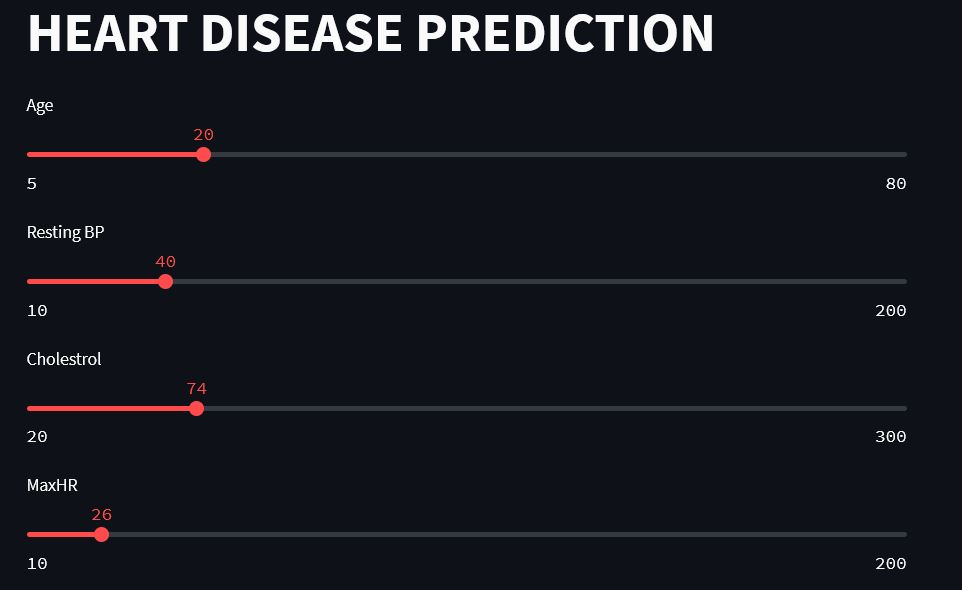 HEART DISEASE PREDICTION
Age
20
5 80
Resting BP
40
10 200
Cholestrol
74
20 300
MaxHR
26
10 200